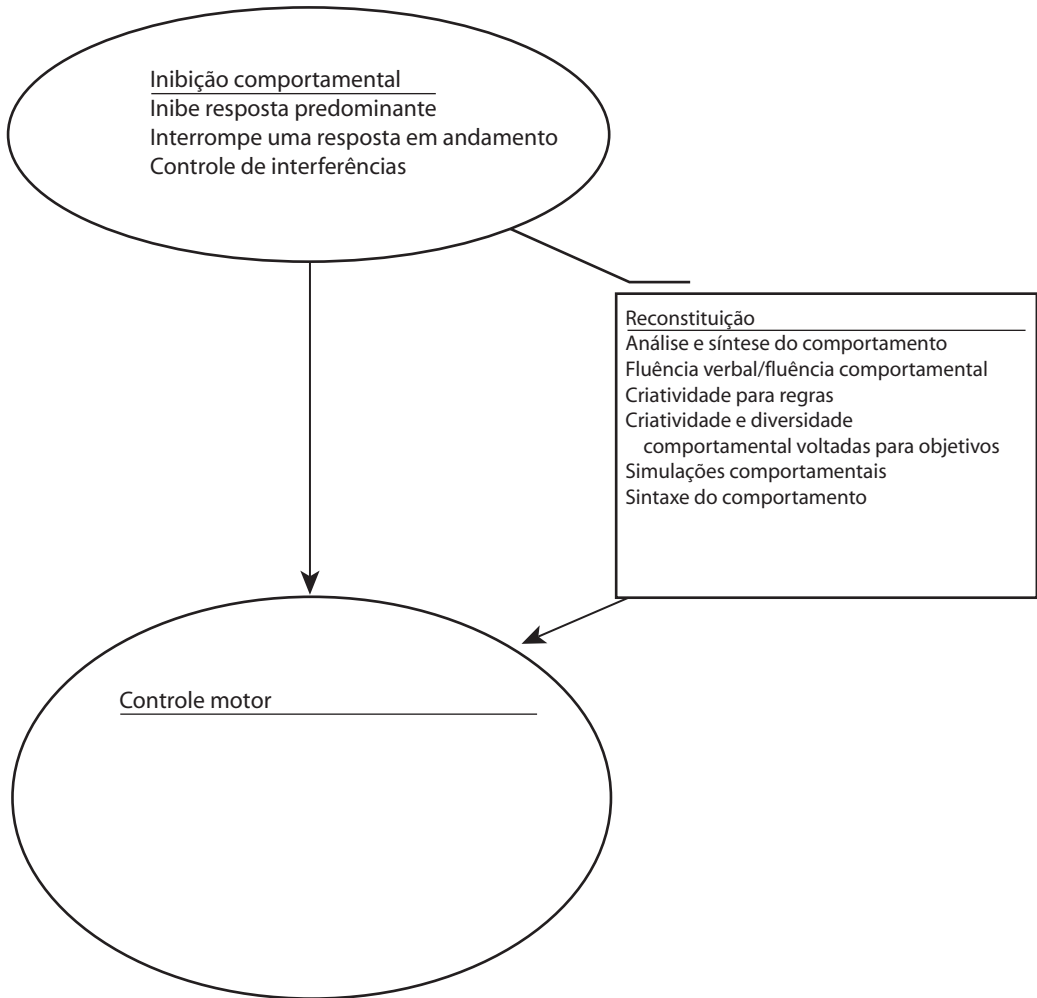 Inibição comportamental
Inibe resposta predominante
Interrompe uma resposta em andamento
Controle de interferências
Reconstituição
Análise e síntese do comportamento
Fluência verbal/fluência comportamental
Criatividade para regras
Criatividade e diversidade
comportamental voltadas para objetivos
Simulações comportamentais
Sintaxe do comportamento
Controle motor